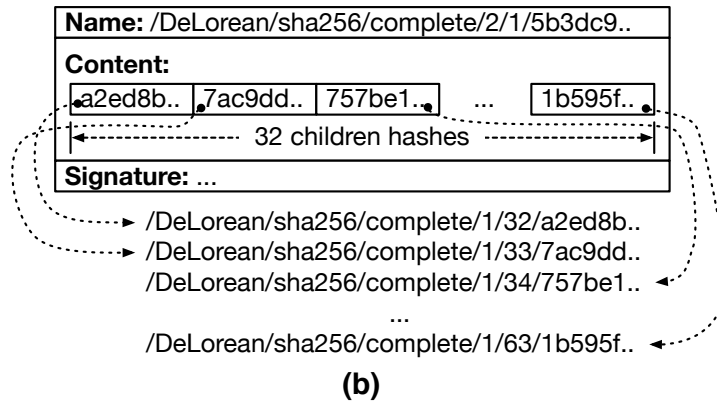 Name: /DeLorean/sha256/complete/2/1/5b3dc9..
Content:
a2ed8b.. 7ac9dd.. 757be1.. ... 1b595f..
32 children hashes
Signature: ...
/DeLorean/sha256/complete/1/32/a2ed8b..
/DeLorean/sha256/complete/1/33/7ac9dd..
/DeLorean/sha256/complete/1/34/757be1..
...
/DeLorean/sha256/complete/1/63/1b595f..
(b)